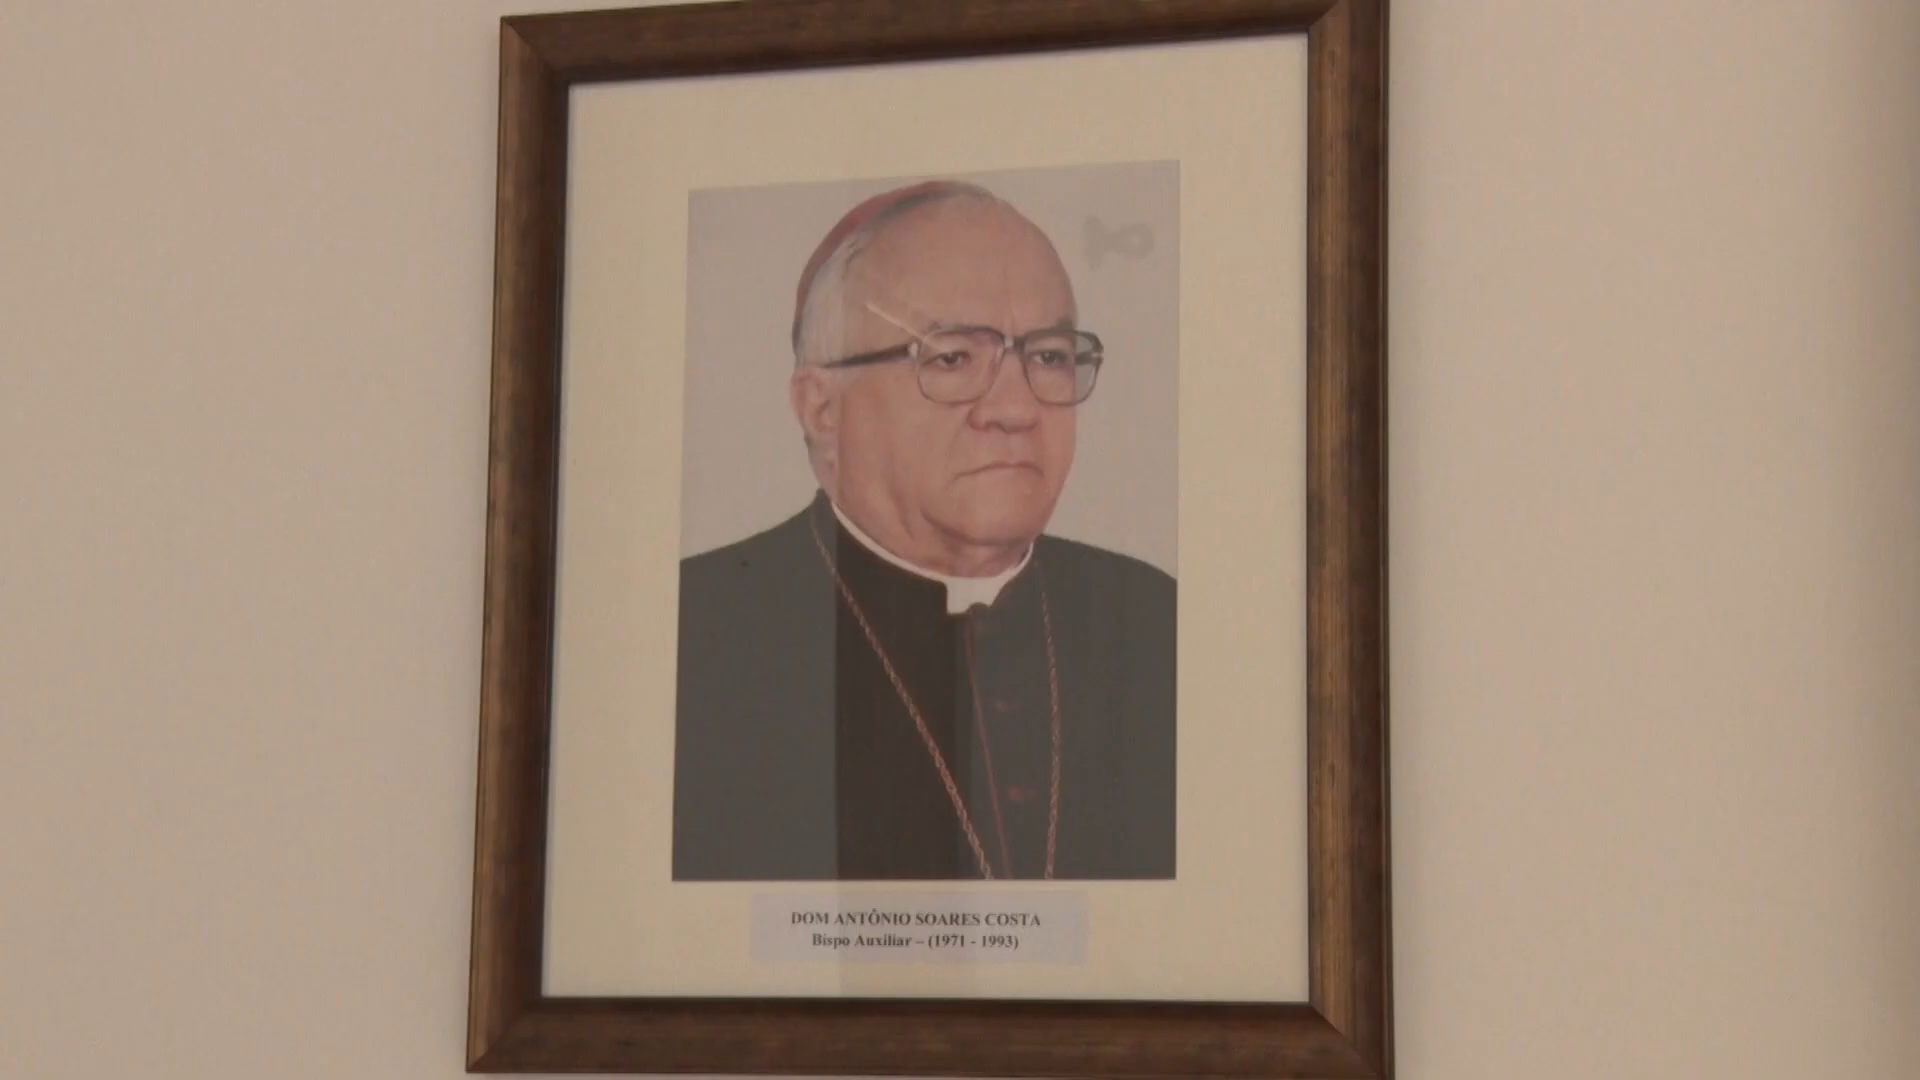 DOM ANTÔNIO SOARES COSTA
Bispo Auxiliar – (1971 - 1993)